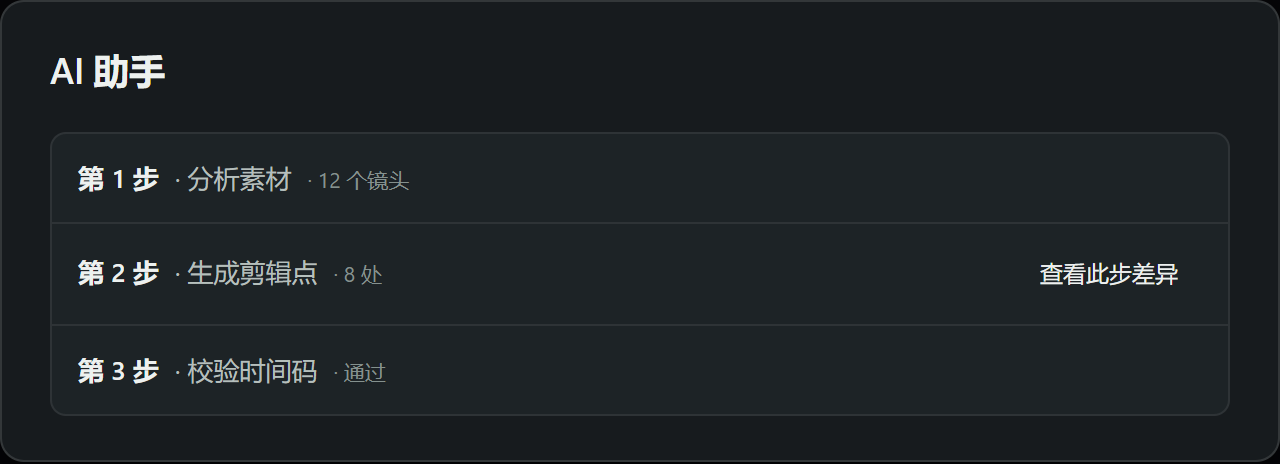 AI 助手
第 1 步 · 分析素材 · 12 个镜头
第 2 步 · 生成剪辑点 · 8 处 查看此步差异
第 3 步 · 校验时间码 · 通过